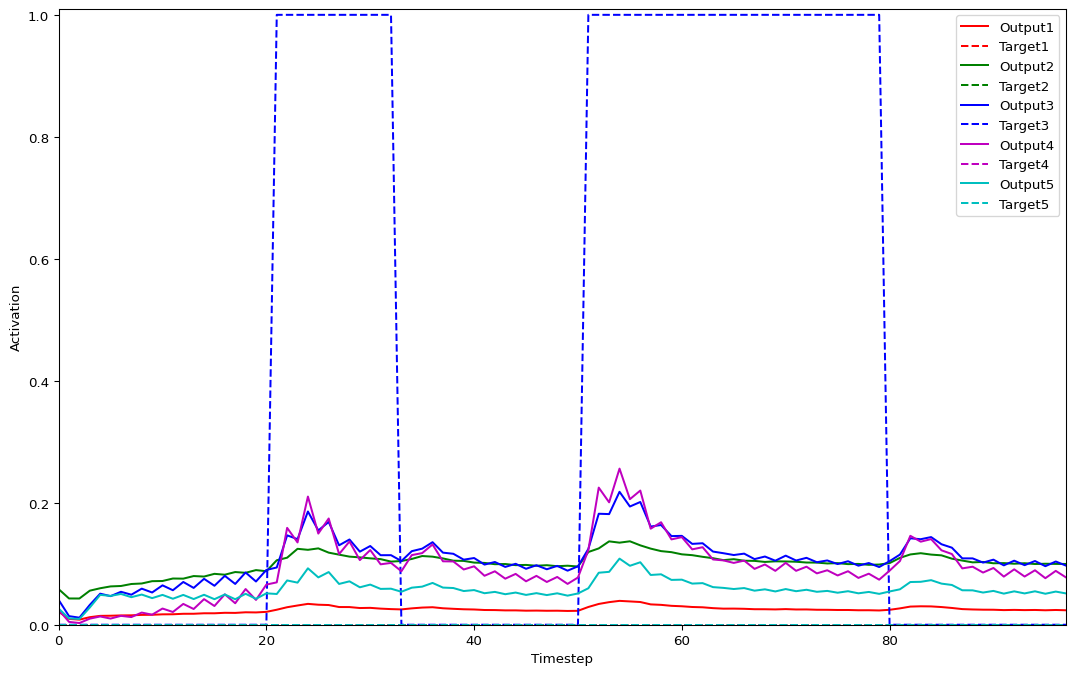 1.0
0.8
0.6
0.4
0.2
0.0
Activation
0
20
40
60
80
Timestep
Output1
Target1
Output2
Target2
Output3
Target3
Output4
Target4
Output5
Target5